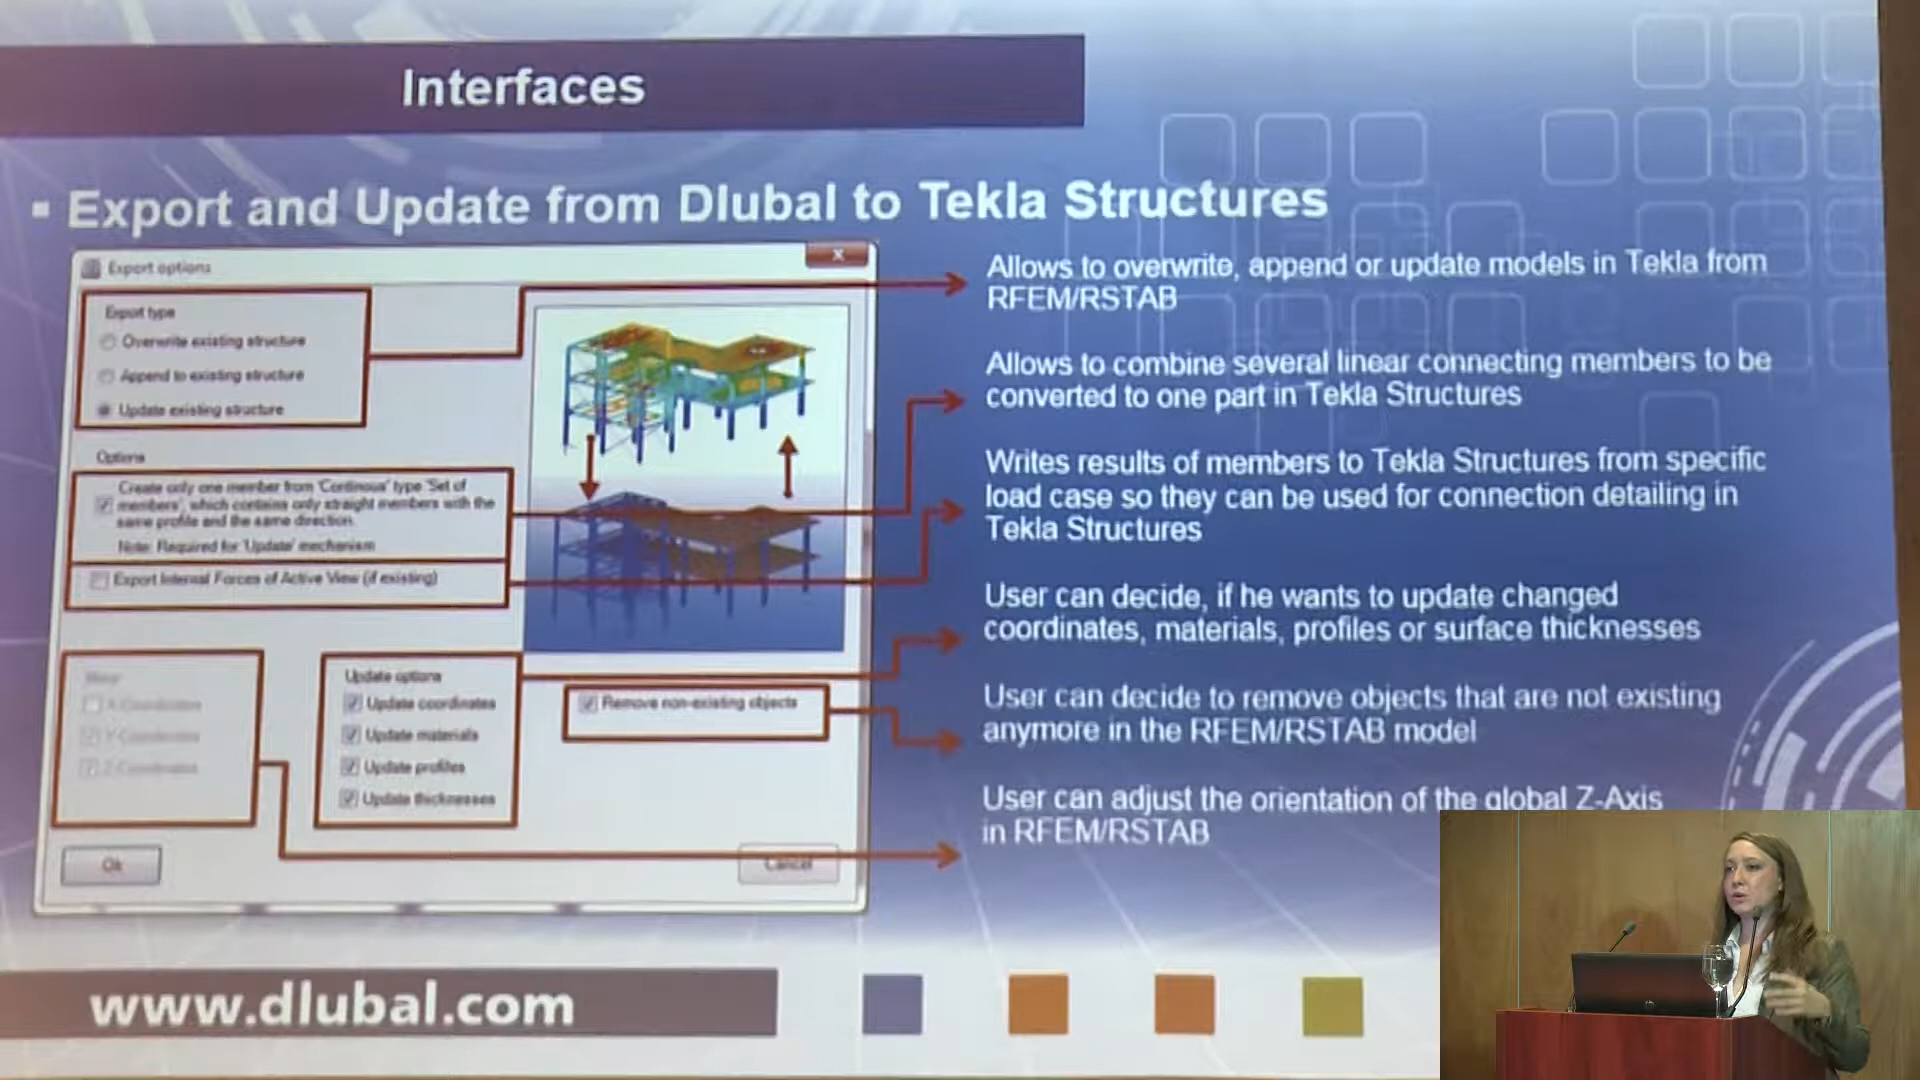 Interfaces
▪ Export and Update from Dlubal to Tekla Structures
Export options
x
Export type
Overwrite existing structure
Append to existing structure
Update existing structure
Options
Create only one member from 'Continous' type 'Set of
members', which contains only straight members with the
same profile and the same direction.
Note: Required for 'Update' mechanism
Export Internal Forces of Active View (if existing)
X-Coordinates
Y-Coordinates
Z-Coordinates
Update options
Update coordinates
Update materials
Update profiles
Update thicknesses
Remove non-existing objects
Ok
Cancel
Allows to overwrite, append or update models in Tekla from
RFEM/RSTAB
Allows to combine several linear connecting members to be
converted to one part in Tekla Structures
Writes results of members to Tekla Structures from specific
load case so they can be used for connection detailing in
Tekla Structures
User can decide, if he wants to update changed
coordinates, materials, profiles or surface thicknesses
User can decide to remove objects that are not existing
anymore in the RFEM/RSTAB model
User can adjust the orientation of the global Z-Axis
in RFEM/RSTAB
www.dlubal.com